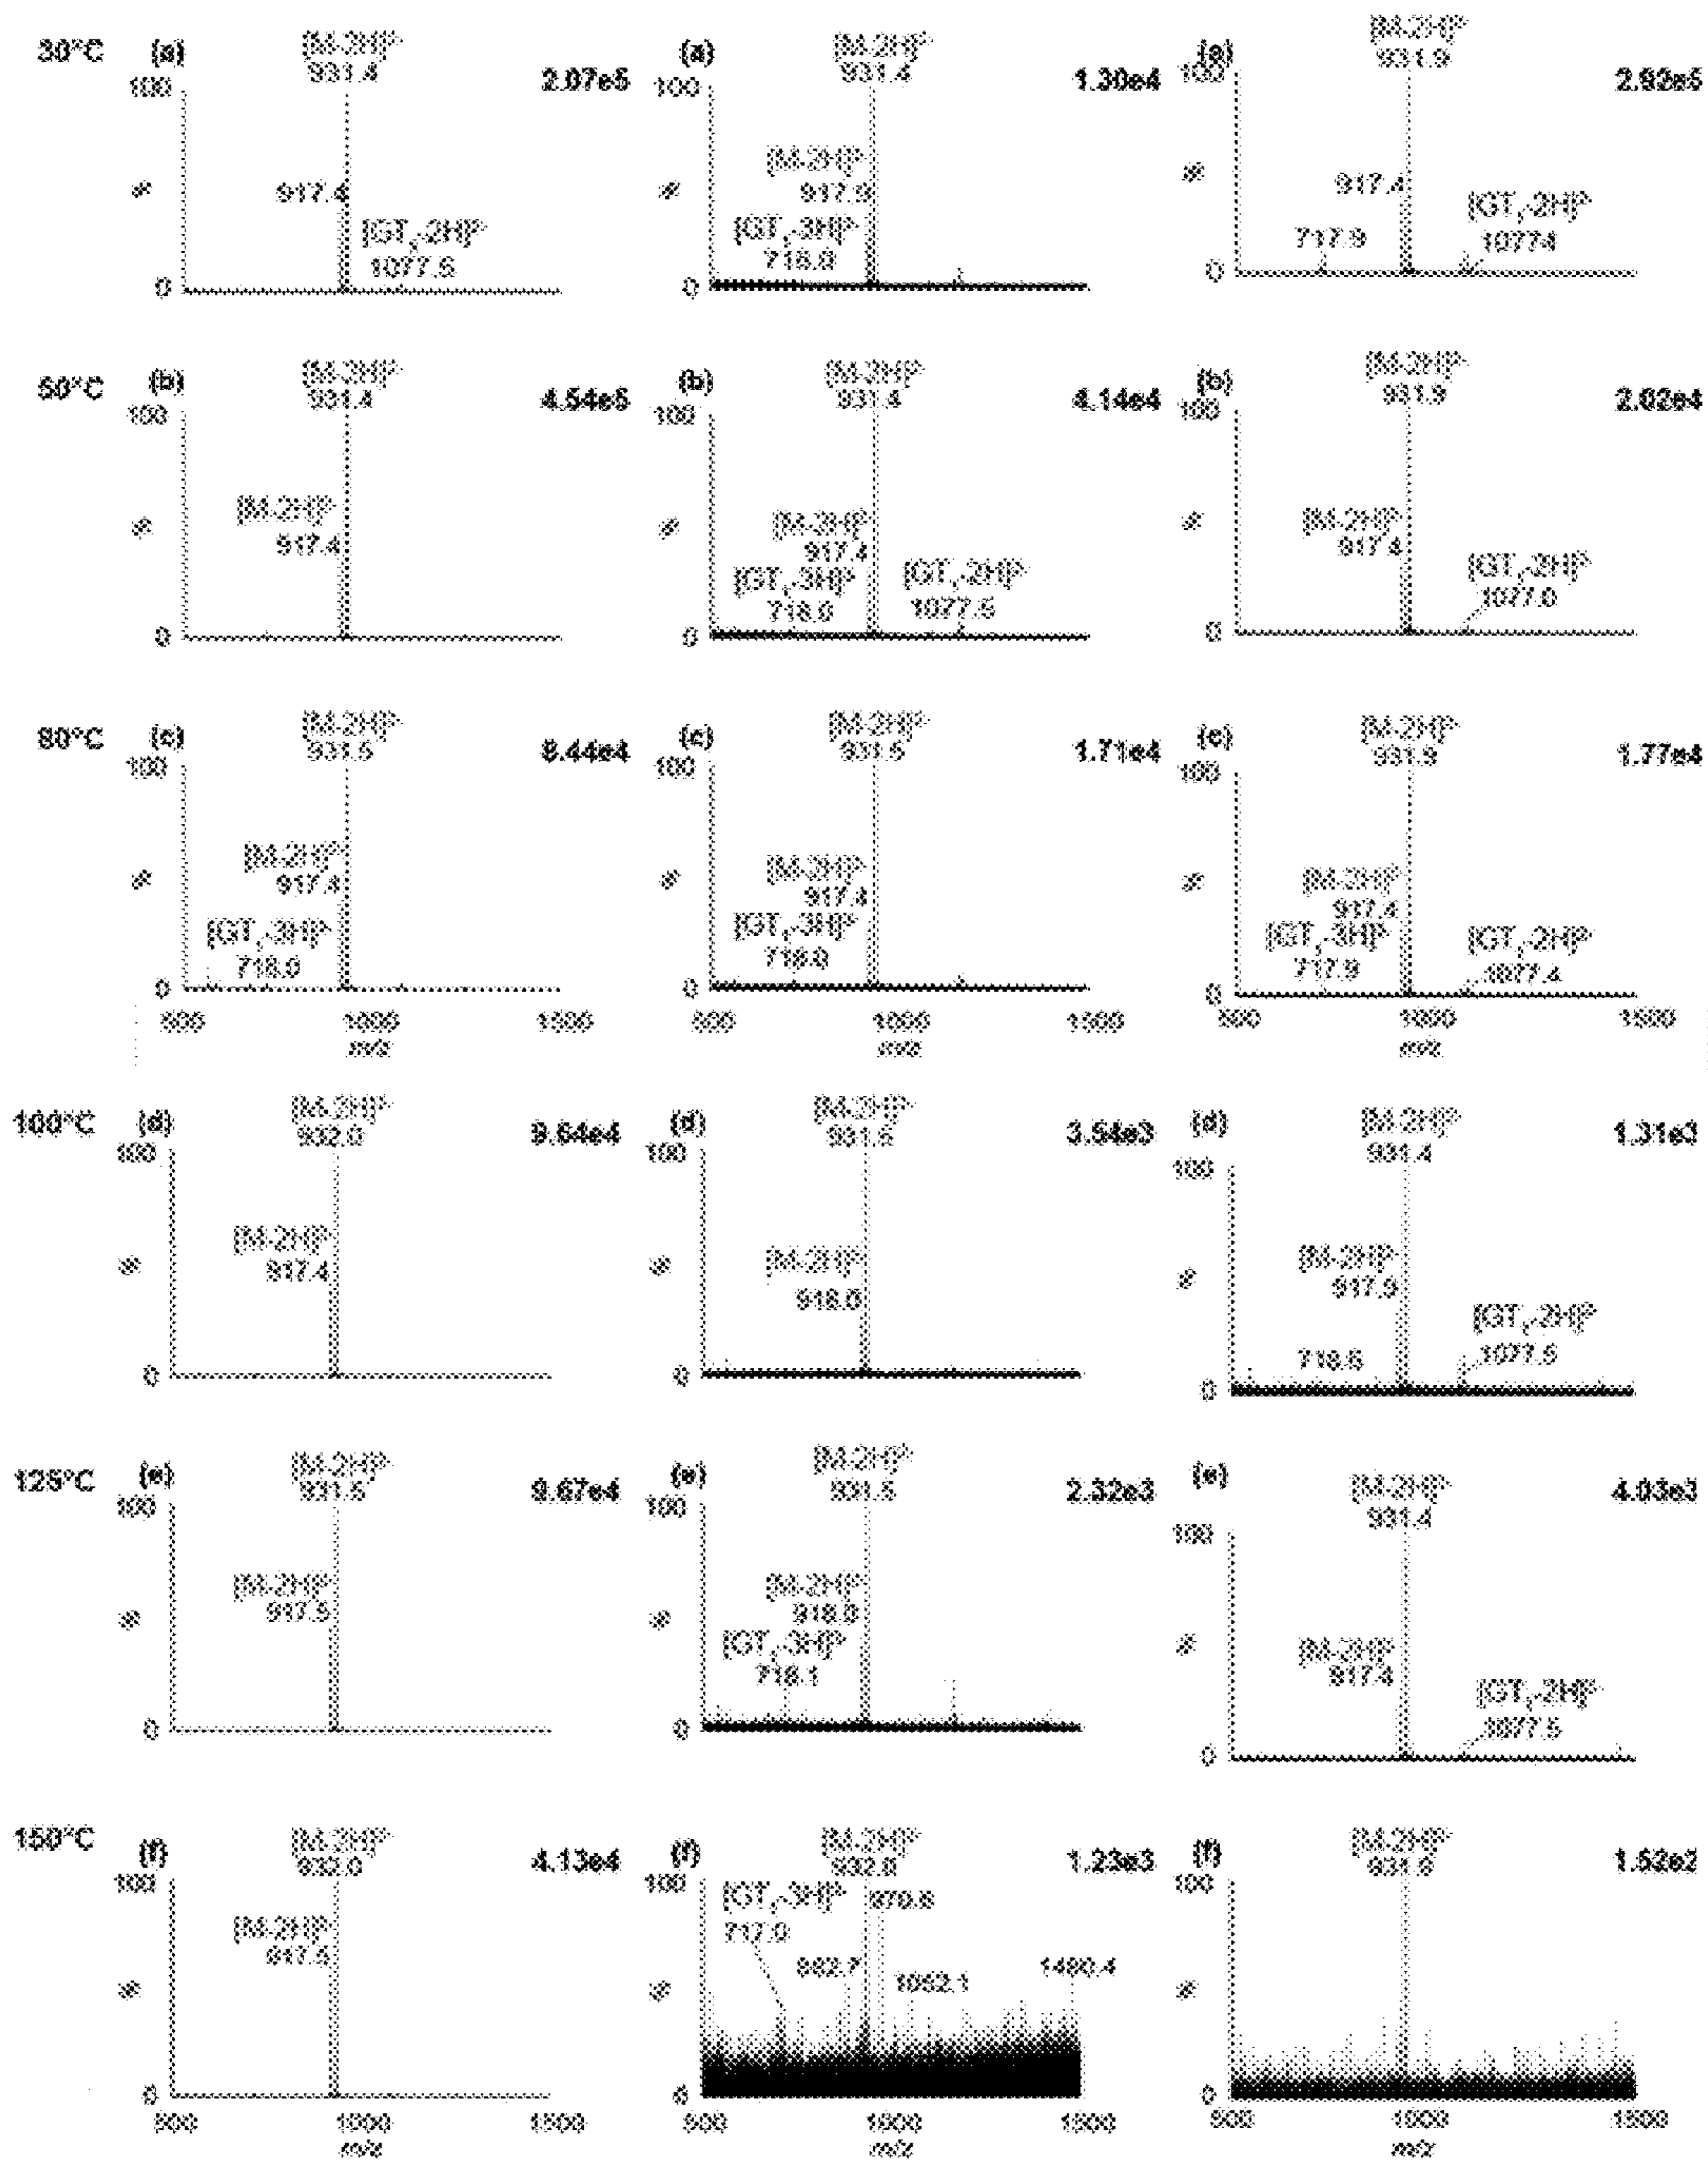 30°C (a) [M-2H]²⁻ 931.4 2.07e5
100
917.4
[GT₁-2H]²⁻
1077.5
%
0
(a) [M-2H]²⁻ 931.4 1.30e4
100
[M-2H]²⁻
917.9
[GT₁-3H]³⁻
718.0
%
0
(a) [M-2H]²⁻ 931.9 2.92e5
100
917.4
[GT₁-2H]²⁻
717.9 1077.4
%
0
50°C (b) [M-2H]²⁻ 931.4 4.54e5
100
[M-2H]²⁻
917.4
%
0
(b) [M-2H]²⁻ 931.4 4.14e4
100
[M-2H]²⁻
917.4
[GT₁-3H]³⁻ [GT₁-2H]²⁻
718.0 1077.5
%
0
(b) [M-2H]²⁻ 931.9 2.02e4
100
[M-2H]²⁻
917.4
[GT₁-2H]²⁻
1077.0
%
0
80°C (c) [M-2H]²⁻ 931.5 8.44e4
100
[M-2H]²⁻
917.4
[GT₁-3H]³⁻
718.0
%
0
500 1000 1500
m/z
(c) [M-2H]²⁻ 931.5 1.71e4
100
[M-2H]²⁻
917.4
[GT₁-3H]³⁻
718.0
%
0
500 1000 1500
m/z
(c) [M-2H]²⁻ 931.9 1.77e4
100
[M-2H]²⁻
917.4
[GT₁-3H]³⁻ [GT₁-2H]²⁻
717.9 1077.4
%
0
500 1000 1500
m/z
100°C (d) [M-2H]²⁻ 932.0 9.64e4
100
[M-2H]²⁻
917.4
%
0
(d) [M-2H]²⁻ 931.5 3.54e3
100
[M-2H]²⁻
918.0
%
0
(d) [M-2H]²⁻ 931.4 1.31e3
100
[M-2H]²⁻
917.9
[GT₁-2H]²⁻
718.6 1077.5
%
0
125°C (e) [M-2H]²⁻ 931.5 9.67e4
100
[M-2H]²⁻
917.5
%
0
(e) [M-2H]²⁻ 931.5 2.32e3
100
[M-2H]²⁻
918.0
[GT₁-3H]³⁻
718.1
%
0
(e) [M-2H]²⁻ 931.4 4.03e3
100
[M-2H]²⁻
917.4
[GT₁-2H]²⁻
1077.5
%
0
150°C (f) [M-2H]²⁻ 932.0 4.13e4
100
[M-2H]²⁻
917.5
%
0
500 1000 1500
m/z
(f) [M-2H]²⁻ 1.23e3
100
[GT₁-3H]³⁻ 970.8
717.0
882.7 1052.1 1480.4
%
0
500 1000 1500
m/z
(f) [M-2H]²⁻ 1.52e2
100
%
0
500 1000 1500
m/z